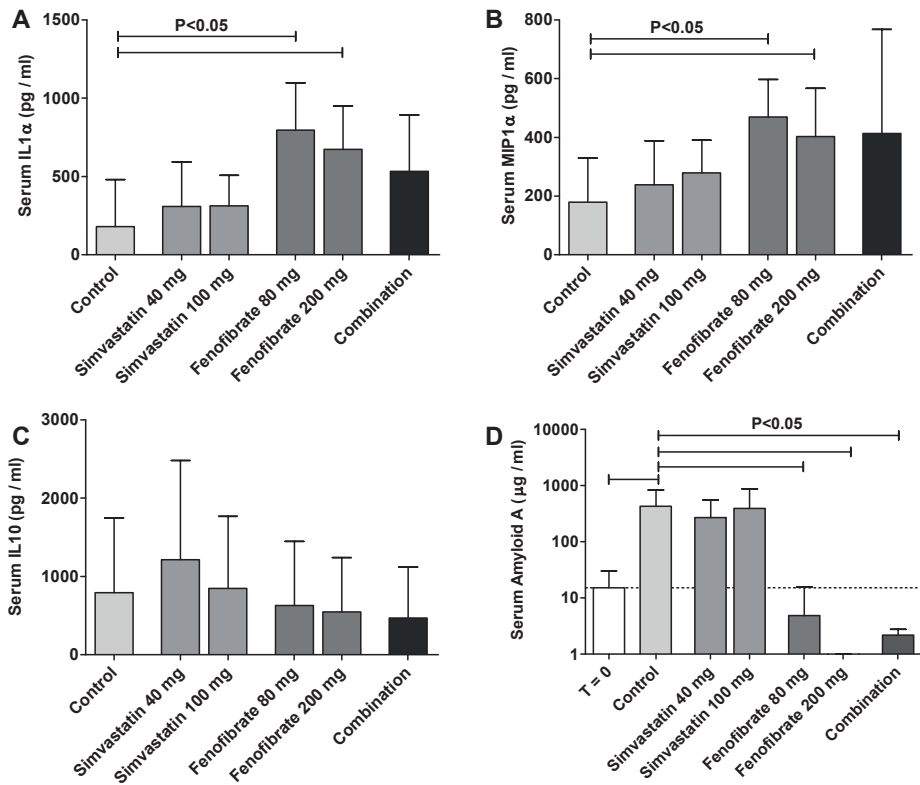 A
Serum IL1α (pg / ml)
1500
1000
500
0
P<0.05
Control
Simvastatin 40 mg
Simvastatin 100 mg
Fenofibrate 80 mg
Fenofibrate 200 mg
Combination
B
Serum MIP1α (pg / ml)
800
600
400
200
0
P<0.05
Control
Simvastatin 40 mg
Simvastatin 100 mg
Fenofibrate 80 mg
Fenofibrate 200 mg
Combination
C
Serum IL10 (pg / ml)
3000
2000
1000
0
Control
Simvastatin 40 mg
Simvastatin 100 mg
Fenofibrate 80 mg
Fenofibrate 200 mg
Combination
D
Serum Amyloid A (µg / ml)
10000
1000
100
10
1
P<0.05
T = 0
Control
Simvastatin 40 mg
Simvastatin 100 mg
Fenofibrate 80 mg
Fenofibrate 200 mg
Combination